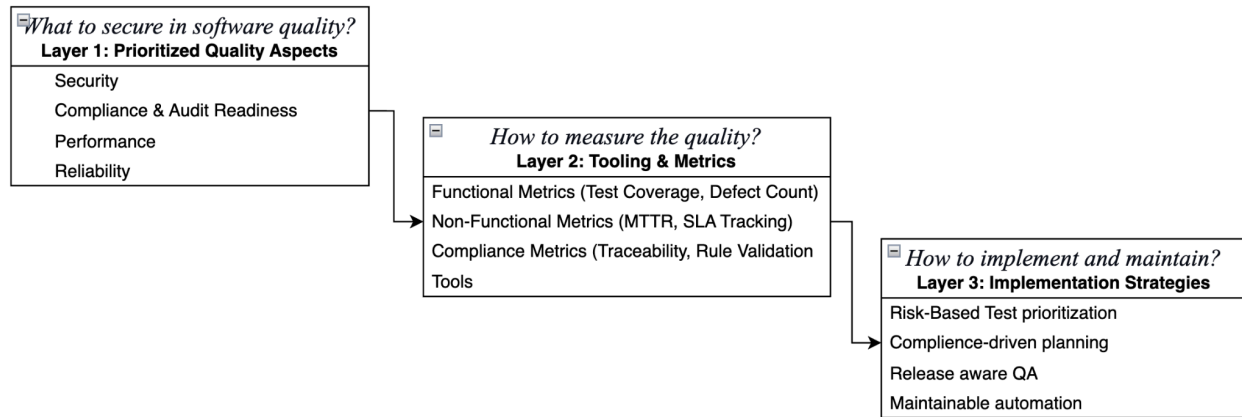 What to secure in software quality?
Layer 1: Prioritized Quality Aspects
Security
Compliance & Audit Readiness
Performance
Reliability
How to measure the quality?
Layer 2: Tooling & Metrics
Functional Metrics (Test Coverage, Defect Count)
Non-Functional Metrics (MTTR, SLA Tracking)
Compliance Metrics (Traceability, Rule Validation
Tools
How to implement and maintain?
Layer 3: Implementation Strategies
Risk-Based Test prioritization
Complience-driven planning
Release aware QA
Maintainable automation